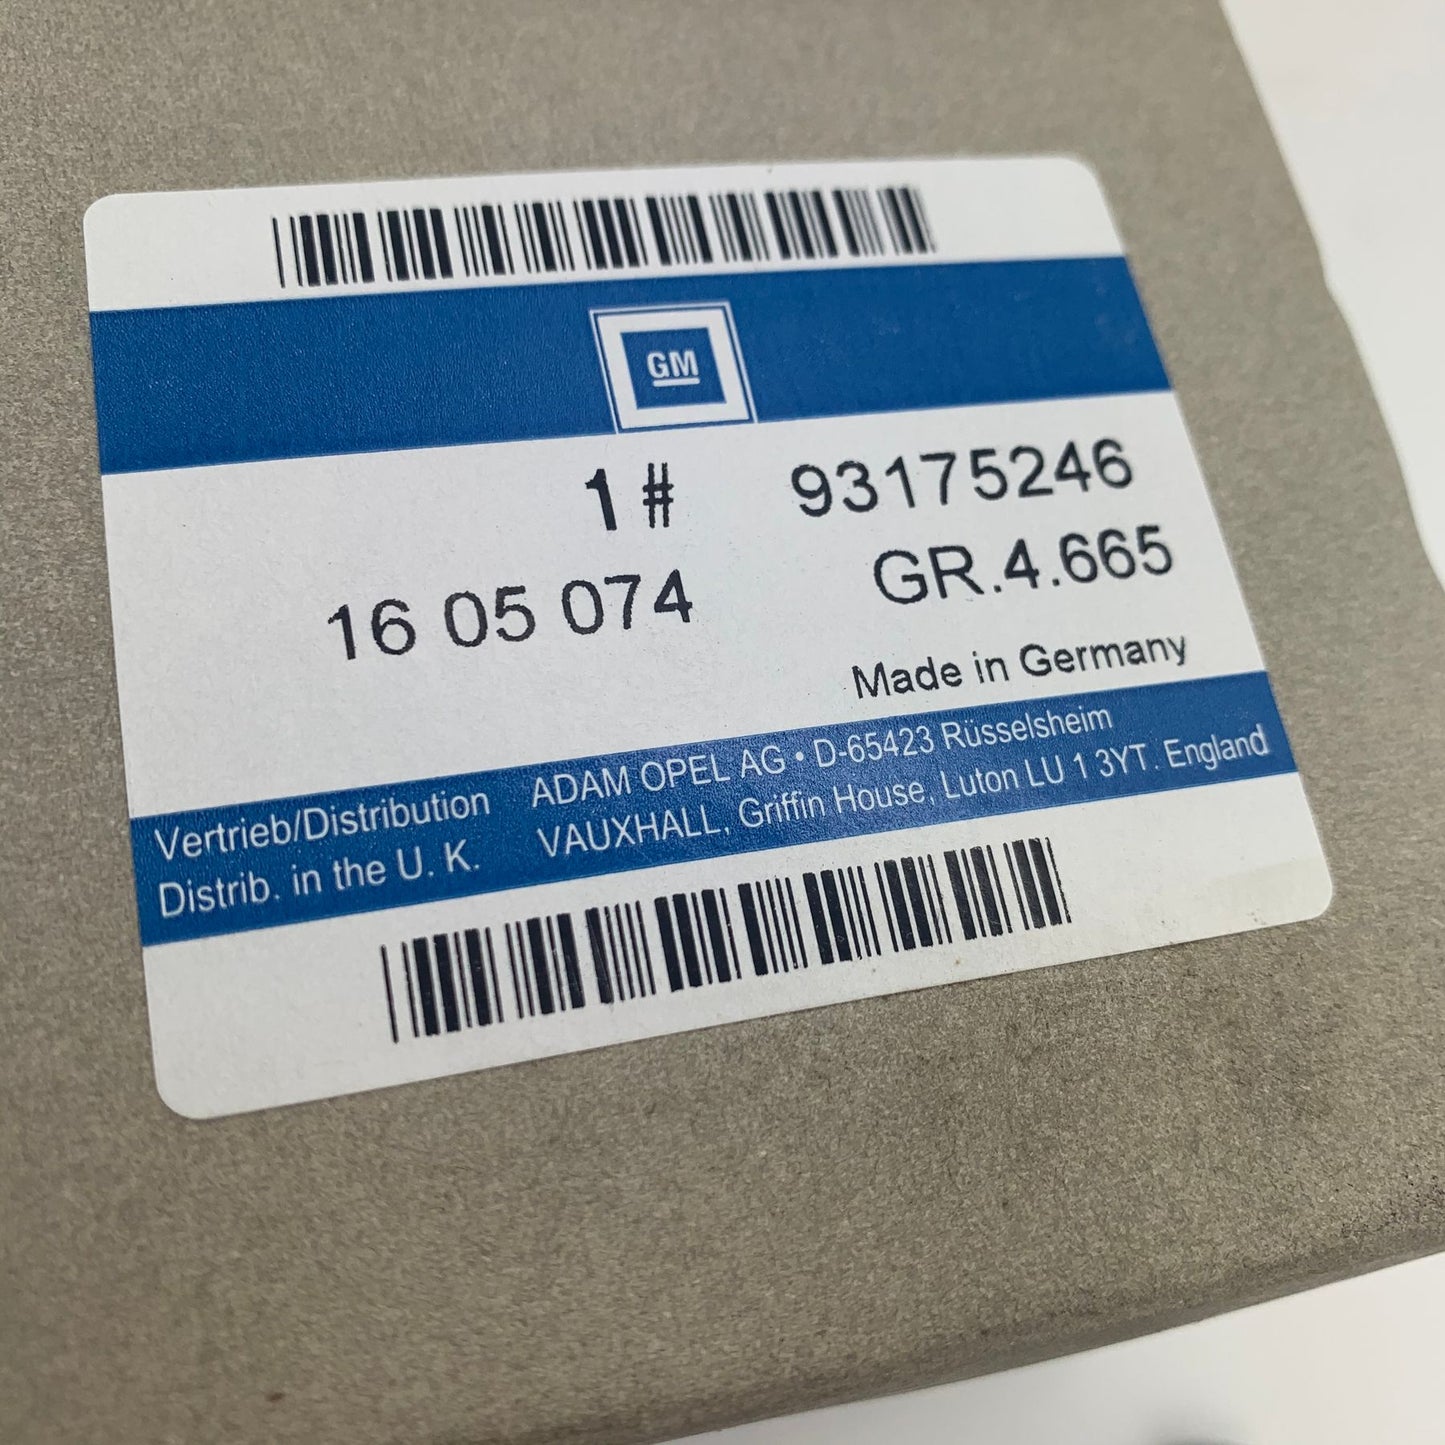 GM
1 # 93175246
16 05 074 GR.4.665
Made in Germany
Vertrieb/Distribution ADAM OPEL AG • D-65423 Rüsselsheim
Distrib. in the U. K. VAUXHALL, Griffin House, Luton LU 1 3YT. England